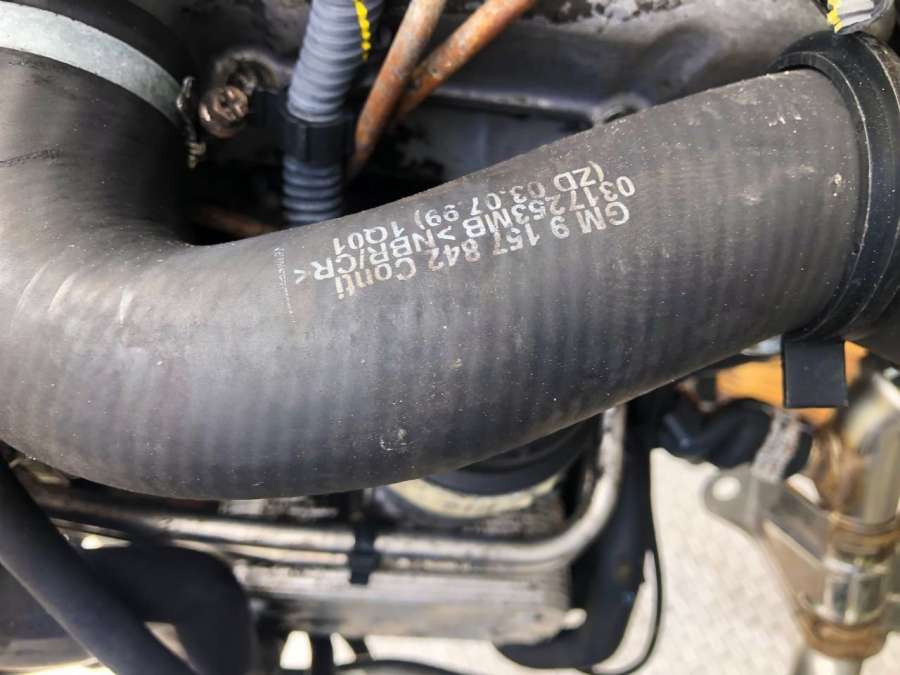 GM 9 157 842 Conti
0317253MB >NBR/CR<
(ZD 03.07.99) 1Q01